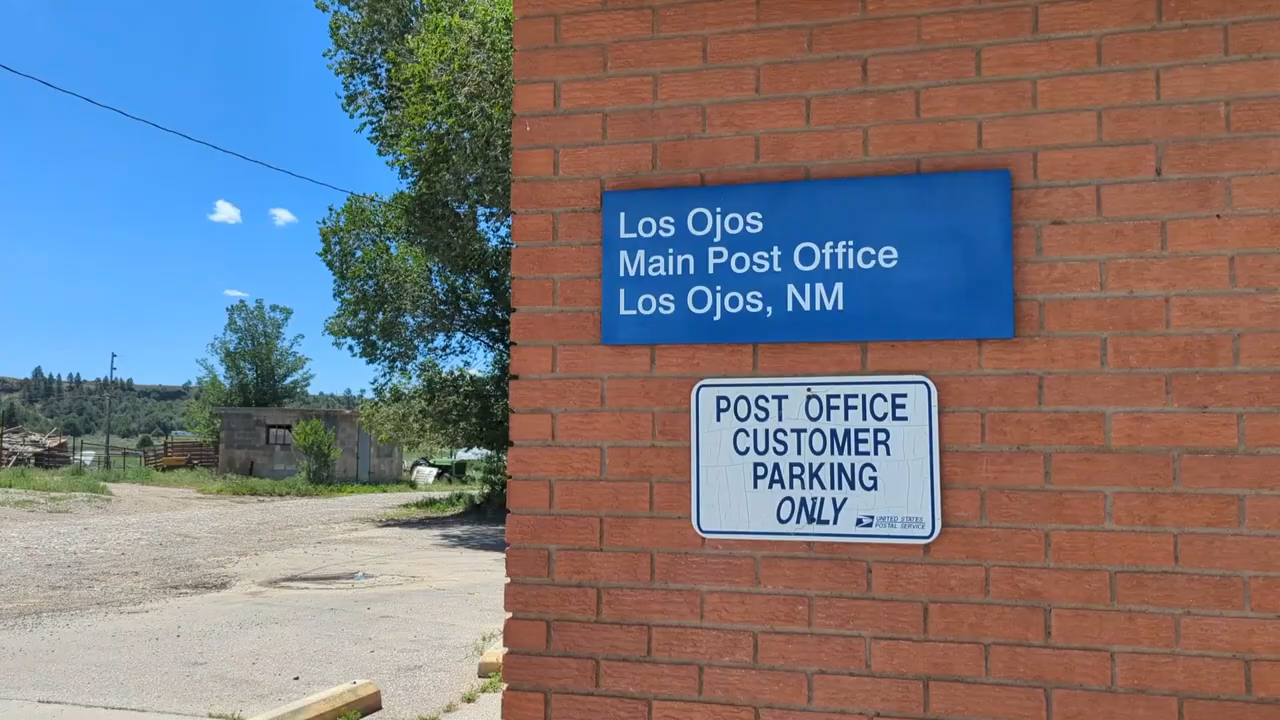 Los Ojos
Main Post Office
Los Ojos, NM
POST OFFICE
CUSTOMER
PARKING
ONLY
UNITED STATES
POSTAL SERVICE